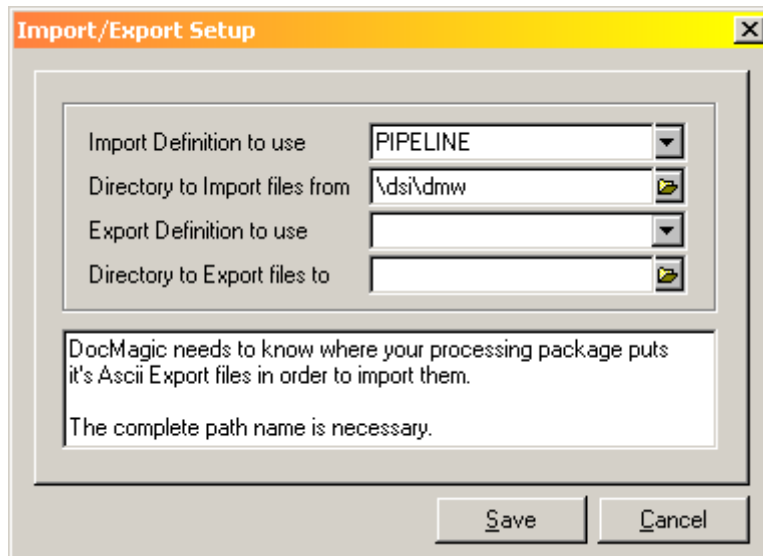 Import/Export Setup
Import Definition to use PIPELINE
Directory to Import files from \dsi\dmw
Export Definition to use
Directory to Export files to
DocMagic needs to know where your processing package puts
it's Ascii Export files in order to import them.
The complete path name is necessary.
Save Cancel